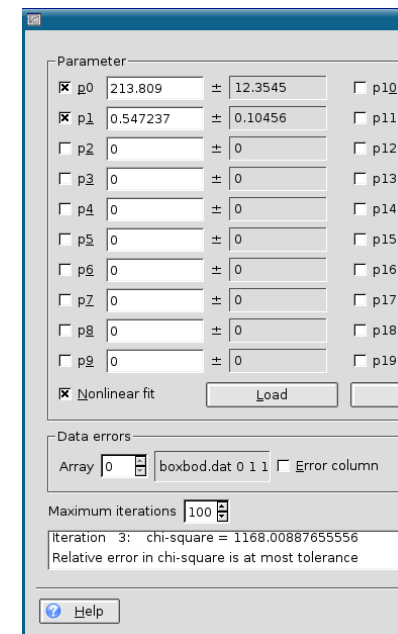 Parameter
p0 213.809 ± 12.3545 p10
p1 0.547237 ± 0.10456 p11
p2 0 ± 0 p12
p3 0 ± 0 p13
p4 0 ± 0 p14
p5 0 ± 0 p15
p6 0 ± 0 p16
p7 0 ± 0 p17
p8 0 ± 0 p18
p9 0 ± 0 p19
Nonlinear fit Load
Data errors
Array 0 boxbod.dat 0 1 1 Error column
Maximum iterations 100
Iteration 3: chi-square = 1168.00887655556
Relative error in chi-square is at most tolerance
Help